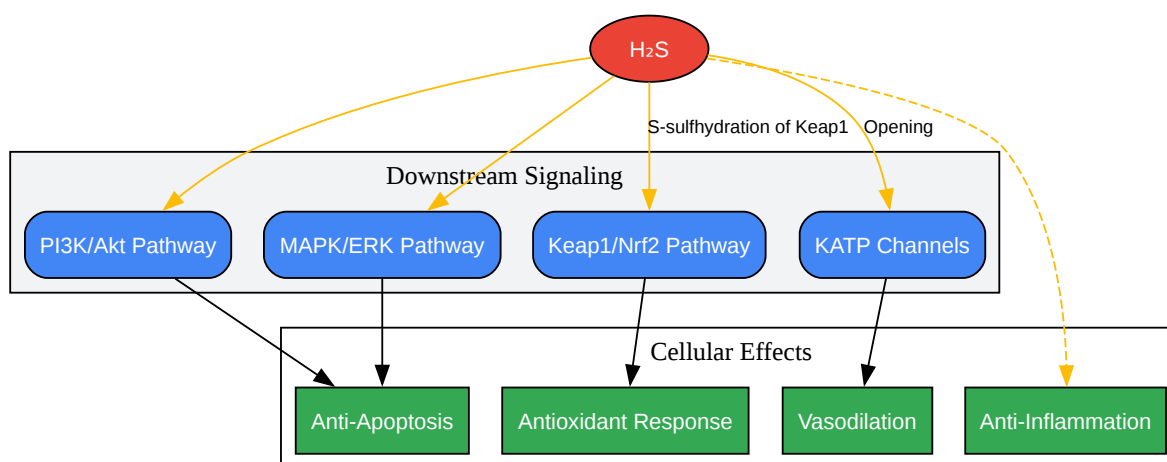 H₂S
S-sulfhydration of Keap1
Opening
Downstream Signaling
PI3K/Akt Pathway
MAPK/ERK Pathway
Keap1/Nrf2 Pathway
KATP Channels
Cellular Effects
Anti-Apoptosis
Antioxidant Response
Vasodilation
Anti-Inflammation